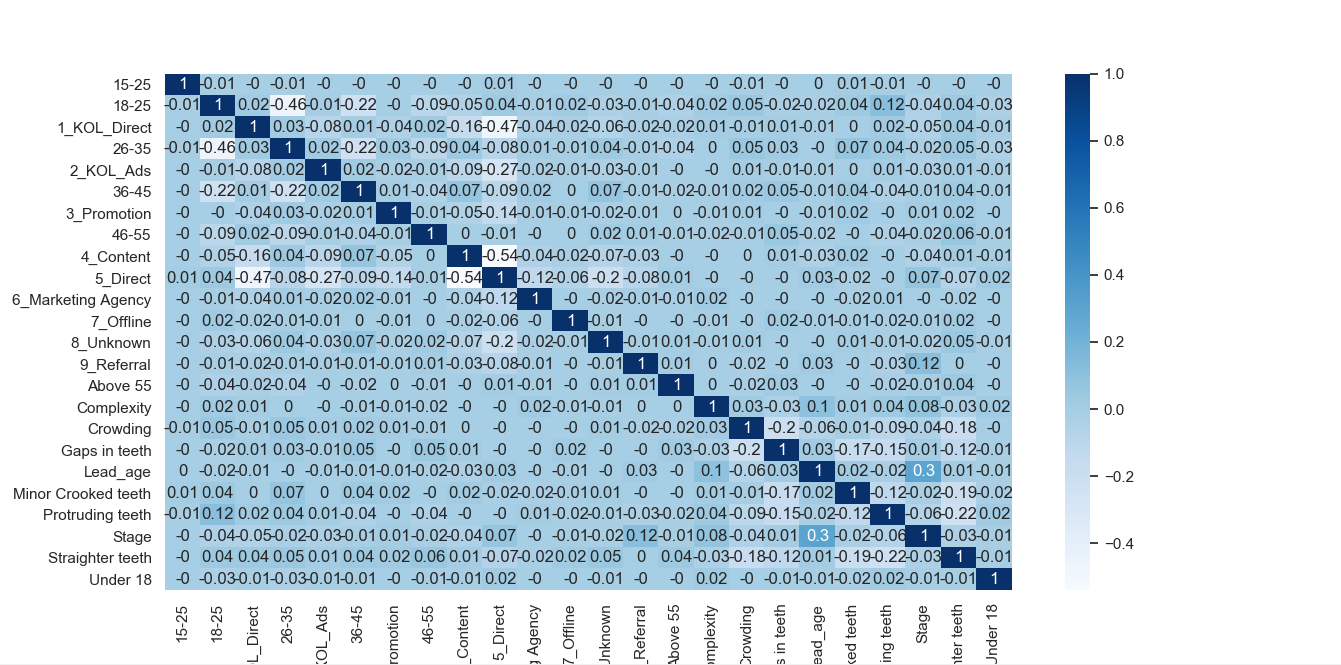 15-25 1 -0.01 -0 -0.01 -0 -0 -0 -0 -0 0.01 -0 -0 -0 -0 -0 -0 -0.01 -0 0 0.01 -0.01 -0 -0 -0 1.0
18-25 -0.01 1 0.02 -0.46 -0.01 -0.22 -0 -0.09 -0.05 0.04 -0.01 0.02 -0.03 -0.01 -0.04 0.02 0.05 -0.02 -0.02 0.04 0.12 -0.04 0.04 -0.03
1_KOL_Direct -0 0.02 1 0.03 -0.08 0.01 -0.04 0.02 -0.16 -0.47 -0.04 -0.02 -0.06 -0.02 -0.02 0.01 -0.01 0.01 -0.01 0 0.02 -0.05 0.04 -0.01
26-35 -0.01 -0.46 0.03 1 0.02 -0.22 0.03 -0.09 0.04 -0.08 0.01 -0.01 0.04 -0.01 -0.04 0 0.05 0.03 -0 0.07 0.04 -0.02 0.05 -0.03 0.8
2_KOL_Ads -0 -0.01 -0.08 0.02 1 0.02 -0.02 -0.01 -0.09 -0.27 -0.02 -0.01 -0.03 -0.01 -0 -0 0.01 -0.01 -0.01 0 0.01 -0.03 0.01 -0.01
36-45 -0 -0.22 0.01 -0.22 0.02 1 0.01 -0.04 0.07 -0.09 0.02 0 0.07 -0.01 -0.02 -0.01 0.02 0.05 -0.01 0.04 -0.04 -0.01 0.04 -0.01
3_Promotion -0 -0 -0.04 0.03 -0.02 0.01 1 -0.01 -0.05 -0.14 -0.01 -0.01 -0.02 -0.01 0 -0.01 0.01 -0 -0.01 0.02 -0 0.01 0.02 -0 0.6
46-55 -0 -0.09 0.02 -0.09 -0.01 -0.04 -0.01 1 0 -0.01 -0 0 0.02 0.01 -0.01 -0.02 -0.01 0.05 -0.02 -0 -0.04 -0.02 0.06 -0.01
4_Content -0 -0.05 -0.16 0.04 -0.09 0.07 -0.05 0 1 -0.54 -0.04 -0.02 -0.07 -0.03 -0 -0 0 0.01 -0.03 0.02 -0 -0.04 0.01 -0.01
5_Direct 0.01 0.04 -0.47 -0.08 -0.27 -0.09 -0.14 -0.01 -0.54 1 -0.12 -0.06 -0.2 -0.08 0.01 -0 -0 -0 0.03 -0.02 -0 0.07 -0.07 0.02 0.4
6_Marketing Agency -0 -0.01 -0.04 0.01 -0.02 0.02 -0.01 -0 -0.04 -0.12 1 -0 -0.02 -0.01 -0.01 0.02 -0 -0 -0 -0.02 0.01 -0 -0.02 -0
7_Offline -0 0.02 -0.02 -0.01 -0.01 0 -0.01 0 -0.02 -0.06 -0 1 -0.01 -0 -0 -0.01 -0 0.02 -0.01 -0.01 -0.02 -0.01 0.02 -0
8_Unknown -0 -0.03 -0.06 0.04 -0.03 0.07 -0.02 0.02 -0.07 -0.2 -0.02 -0.01 1 -0.01 0.01 -0.01 0.01 -0 -0 0.01 -0.01 -0.02 0.05 -0.01 0.2
9_Referral -0 -0.01 -0.02 -0.01 -0.01 -0.01 -0.01 0.01 -0.03 -0.08 -0.01 -0 -0.01 1 0.01 0 -0.02 -0 0.03 -0 -0.03 0.12 0 -0
Above 55 -0 -0.04 -0.02 -0.04 -0 -0.02 0 -0.01 -0 0.01 -0.01 -0 0.01 0.01 1 0 -0.02 0.03 -0 -0 -0.02 -0.01 0.04 -0
Complexity -0 0.02 0.01 0 -0 -0.01 -0.01 -0.02 -0 -0 0.02 -0.01 -0.01 0 0 1 0.03 -0.03 0.1 0.01 0.04 0.08 -0.03 0.02 0.0
Crowding -0.01 0.05 -0.01 0.05 0.01 0.02 0.01 -0.01 0 -0 -0 -0 0.01 -0.02 -0.02 0.03 1 -0.2 -0.06 -0.01 -0.09 -0.04 -0.18 -0
Gaps in teeth -0 -0.02 0.01 0.03 -0.01 0.05 -0 0.05 0.01 -0 -0 0.02 -0 -0 0.03 -0.03 -0.2 1 0.03 -0.17 -0.15 0.01 -0.12 -0.01
Lead_age 0 -0.02 -0.01 -0 -0.01 -0.01 -0.01 -0.02 -0.03 0.03 -0 -0.01 -0 0.03 -0 0.1 -0.06 0.03 1 0.02 -0.02 0.3 0.01 -0.01 −0.2
Minor Crooked teeth 0.01 0.04 0 0.07 0 0.04 0.02 -0 0.02 -0.02 -0.02 -0.01 0.01 -0 -0 0.01 -0.01 -0.17 0.02 1 -0.12 -0.02 -0.19 -0.02
Protruding teeth -0.01 0.12 0.02 0.04 0.01 -0.04 -0 -0.04 -0 -0 0.01 -0.02 -0.01 -0.03 -0.02 0.04 -0.09 -0.15 -0.02 -0.12 1 -0.06 -0.22 0.02
Stage -0 -0.04 -0.05 -0.02 -0.03 -0.01 0.01 -0.02 -0.04 0.07 -0 -0.01 -0.02 0.12 -0.01 0.08 -0.04 0.01 0.3 -0.02 -0.06 1 -0.03 -0.01 −0.4
Straighter teeth -0 0.04 0.04 0.05 0.01 0.04 0.02 0.06 0.01 -0.07 -0.02 0.02 0.05 0 0.04 -0.03 -0.18 -0.12 0.01 -0.19 -0.22 -0.03 1 -0.01
Under 18 -0 -0.03 -0.01 -0.03 -0.01 -0.01 -0 -0.01 -0.01 0.02 -0 -0 -0.01 -0 -0 0.02 -0 -0.01 -0.01 -0.02 0.02 -0.01 -0.01 1
15-25 18-25 L_Direct 26-35 KOL_Ads 36-45 romotion 46-55 _Content 5_Direct g Agency 7_Offline Unknown _Referral Above 55 omplexity Crowding s in teeth ead_age ked teeth ing teeth Stage nter teeth Under 18